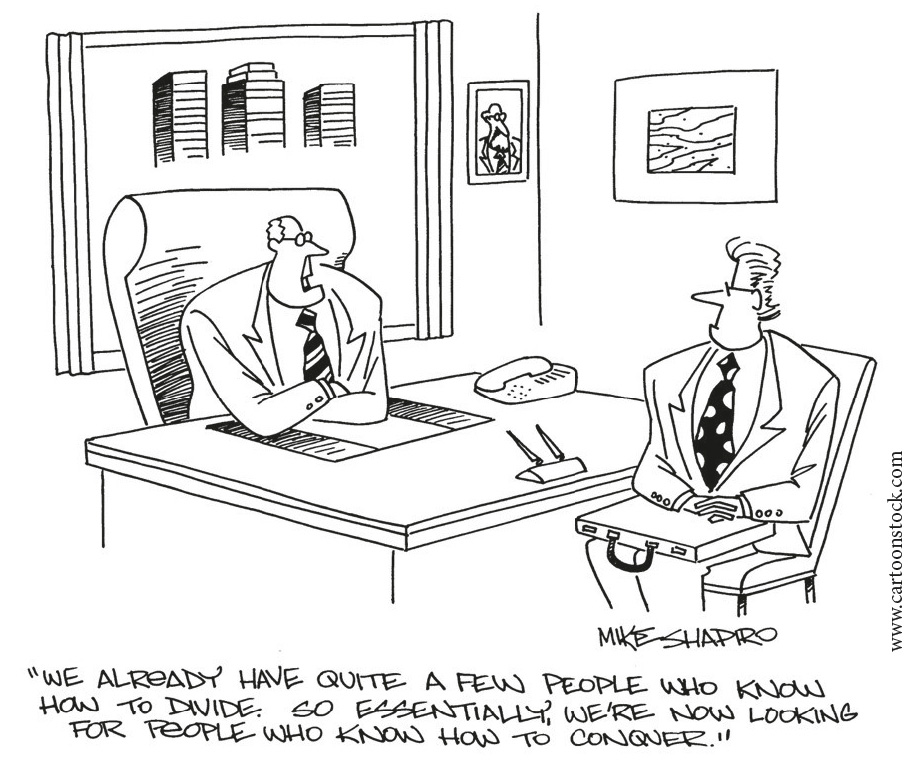 www.cartoonstock.com
MIKE SHAPIRO
"WE ALREADY HAVE QUITE A FEW PEOPLE WHO KNOW
HOW TO DIVIDE. SO ESSENTIALLY, WE'RE NOW LOOKING
FOR PEOPLE WHO KNOW HOW TO CONQUER."